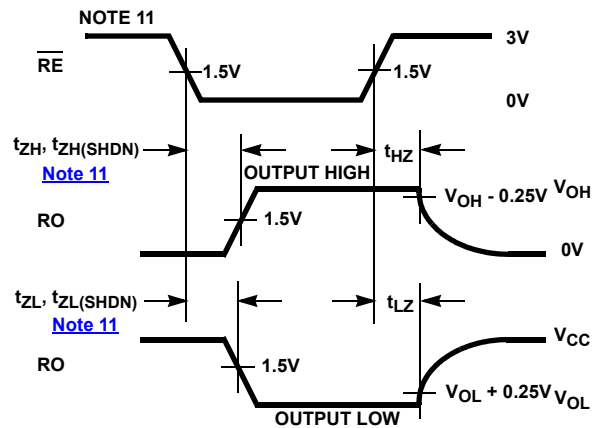 NOTE 11
RE
1.5V
1.5V
3V
0V
tZH, tZH(SHDN)
Note 11
OUTPUT HIGH
tHZ
RO
1.5V
VOH - 0.25V
VOH
0V
tZL, tZL(SHDN)
Note 11
tLZ
RO
1.5V
VCC
VOL + 0.25V
VOL
OUTPUT LOW